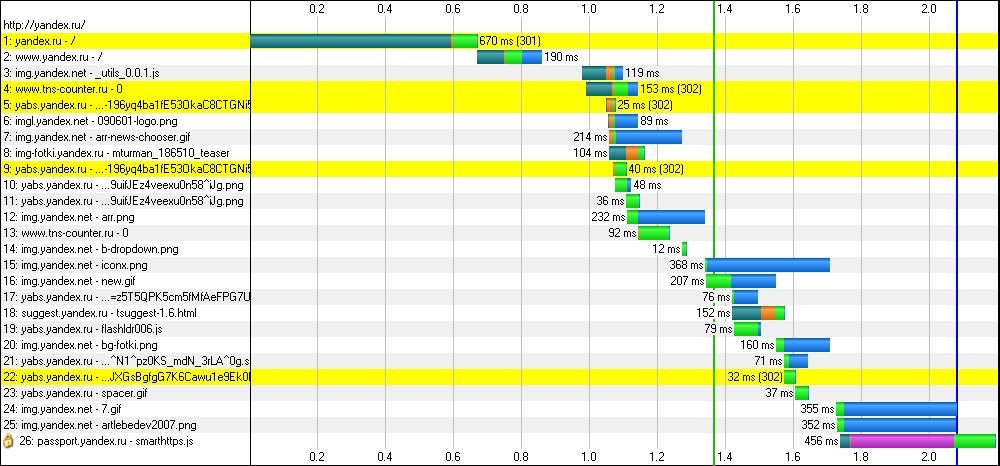 0.2 0.4 0.6 0.8 1.0 1.2 1.4 1.6 1.8 2.0
http://yandex.ru/
1: yandex.ru - / 670 ms (301)
2: www.yandex.ru - / 190 ms
3: img.yandex.net - _utils_0.0.1.js 119 ms
4: www.tns-counter.ru - 0 153 ms (302)
5: yabs.yandex.ru - ...-196yq4ba1fE53OkaC8CTGNi5 25 ms (302)
6: imgl.yandex.net - 090601-logo.png 89 ms
7: img.yandex.net - arr-news-chooser.gif 214 ms
8: img-fotki.yandex.ru - mturman_186510_teaser 104 ms
9: yabs.yandex.ru - ...-196yq4ba1fE53OkaC8CTGNi5 40 ms (302)
10: yabs.yandex.ru - ...9uifJEz4veexu0n58^iJg.png 48 ms
11: yabs.yandex.ru - ...9uifJEz4veexu0n58^iJg.png 36 ms
12: img.yandex.net - arr.png 232 ms
13: www.tns-counter.ru - 0 92 ms
14: img.yandex.net - b-dropdown.png 12 ms
15: img.yandex.net - iconx.png 368 ms
16: img.yandex.net - new.gif 207 ms
17: yabs.yandex.ru - ...=z5T5QPK5cm5fMfAeFPG7U 76 ms
18: suggest.yandex.ru - tsuggest-1.6.html 152 ms
19: yabs.yandex.ru - flashldr006.js 79 ms
20: img.yandex.net - bg-fotki.png 160 ms
21: yabs.yandex.ru - ...^N1^pz0KS_mdN_3rLA^0g.s 71 ms
22: yabs.yandex.ru - ...JXGsBgfgG7K6Cawu1e9Ek0I 32 ms (302)
23: yabs.yandex.ru - spacer.gif 37 ms
24: img.yandex.net - 7.gif 355 ms
25: img.yandex.net - artlebedev2007.png 352 ms
26: passport.yandex.ru - smarthttps.js 456 ms
0.2 0.4 0.6 0.8 1.0 1.2 1.4 1.6 1.8 2.0